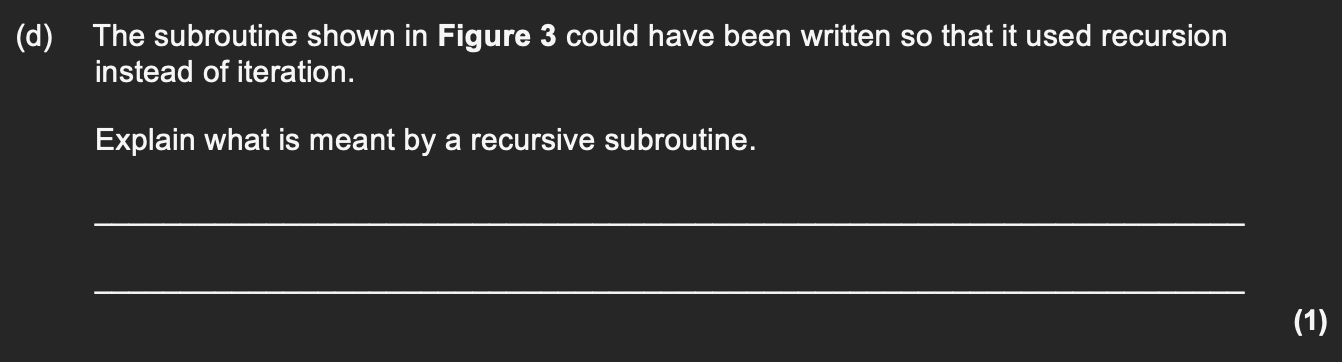 (d) The subroutine shown in Figure 3 could have been written so that it used recursion
instead of iteration.
Explain what is meant by a recursive subroutine.
(1)